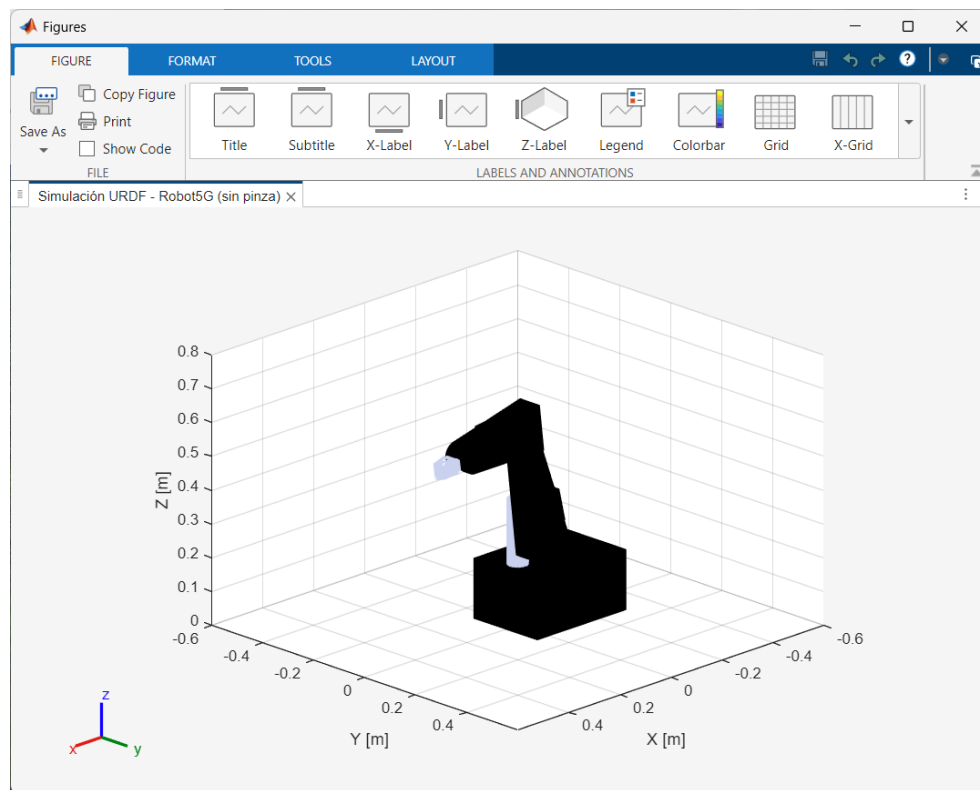 Figures
FIGURE FORMAT TOOLS LAYOUT
Save As
Copy Figure
Print
Show Code
FILE
Title Subtitle X-Label Y-Label Z-Label Legend Colorbar Grid X-Grid
LABELS AND ANNOTATIONS
Simulación URDF - Robot5G (sin pinza)
0.8
0.7
0.6
0.5
0.4
0.3
0.2
0.1
0
Z [m]
-0.6
-0.4
-0.2
0
0.2
0.4
Y [m]
-0.6
-0.4
-0.2
0
0.2
0.4
X [m]
z
x
y